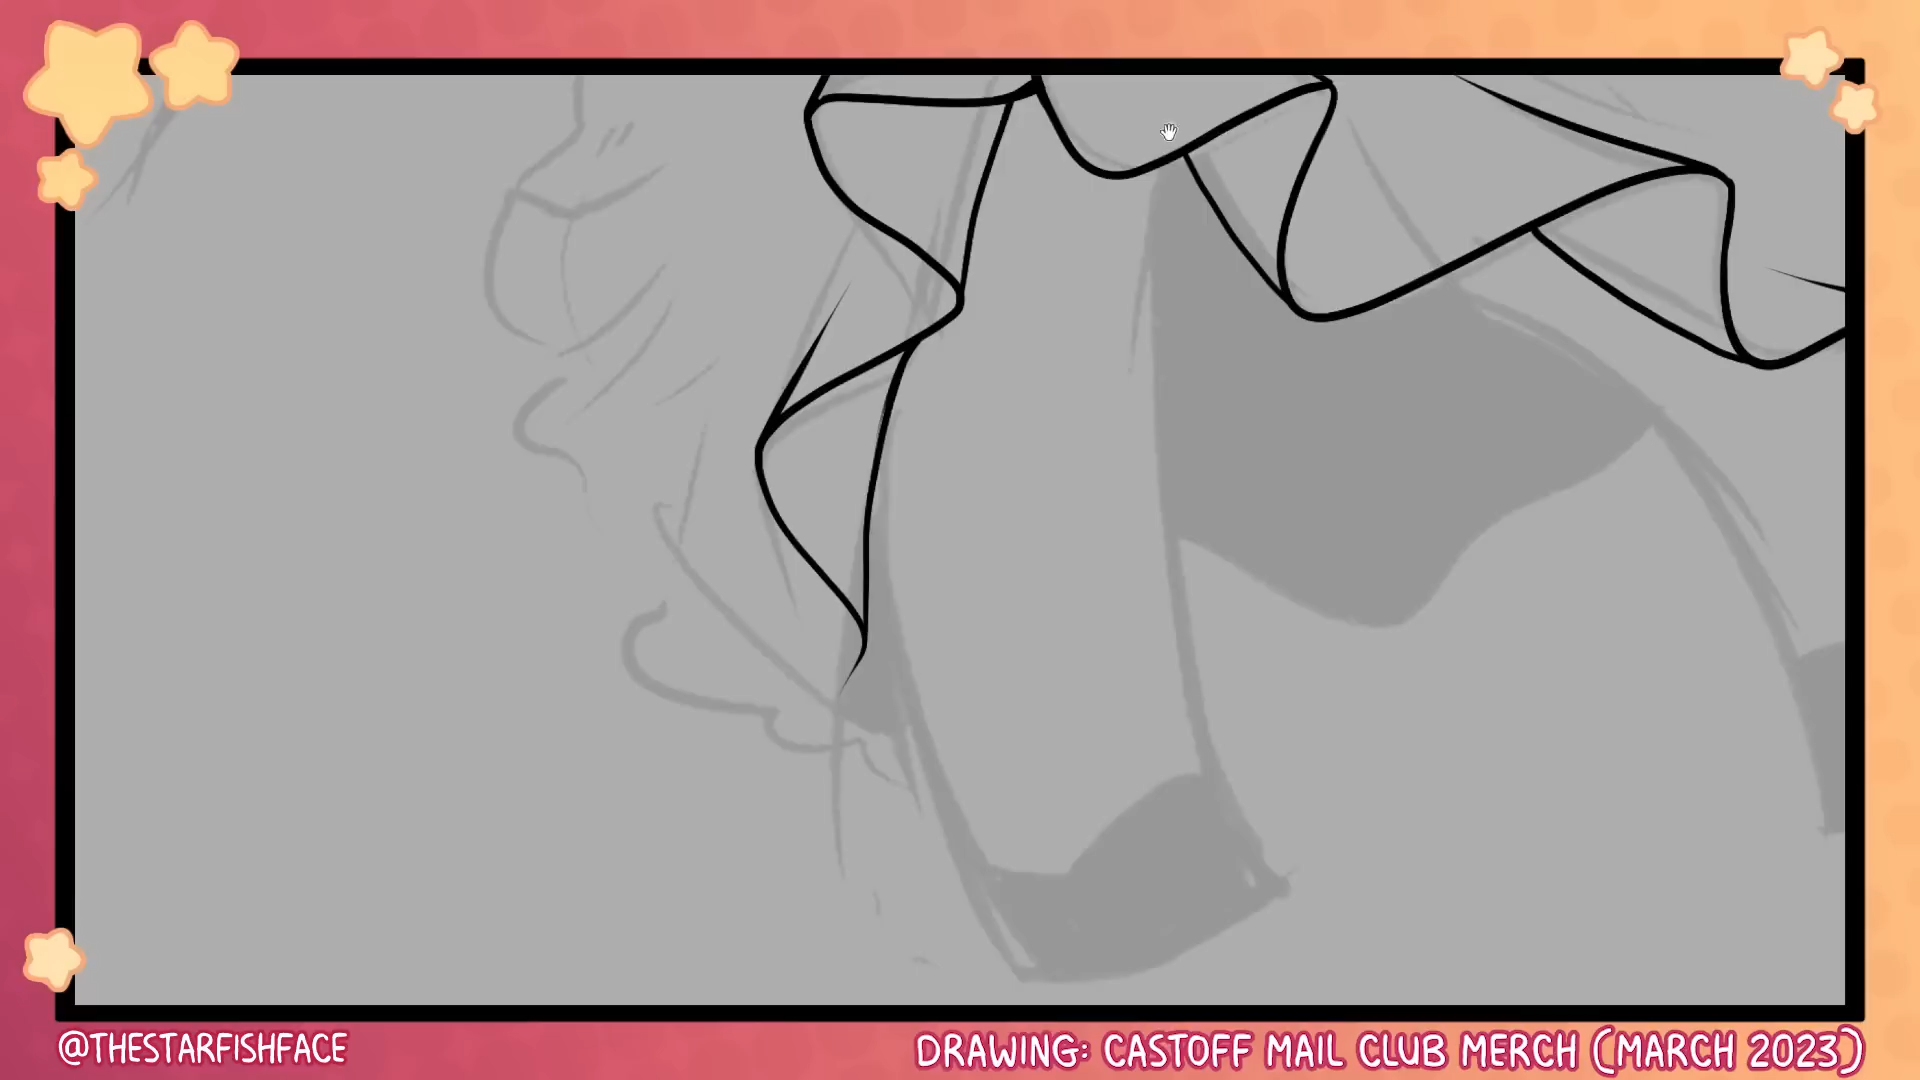 @THESTARFISHFACE
DRAWING: CASTOFF MAIL CLUB MERCH (MARCH 2023)